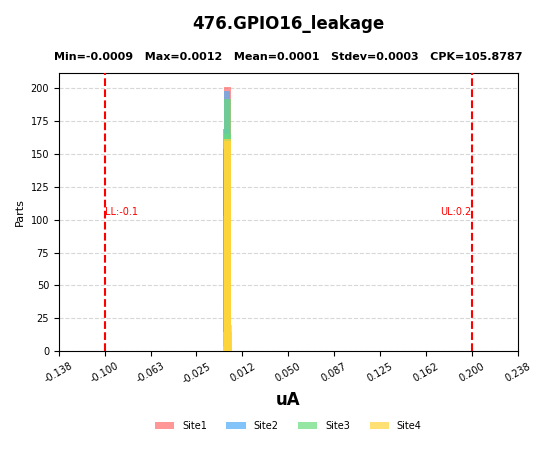 476.GPIO16_leakage
Min=-0.0009 Max=0.0012 Mean=0.0001 Stdev=0.0003 CPK=105.8787
200
175
150
125
100
75
50
25
0
Parts
LL:-0.1
UL:0.2
-0.138 -0.100 -0.063 -0.025 0.012 0.050 0.087 0.125 0.162 0.200 0.238
uA
Site1 Site2 Site3 Site4